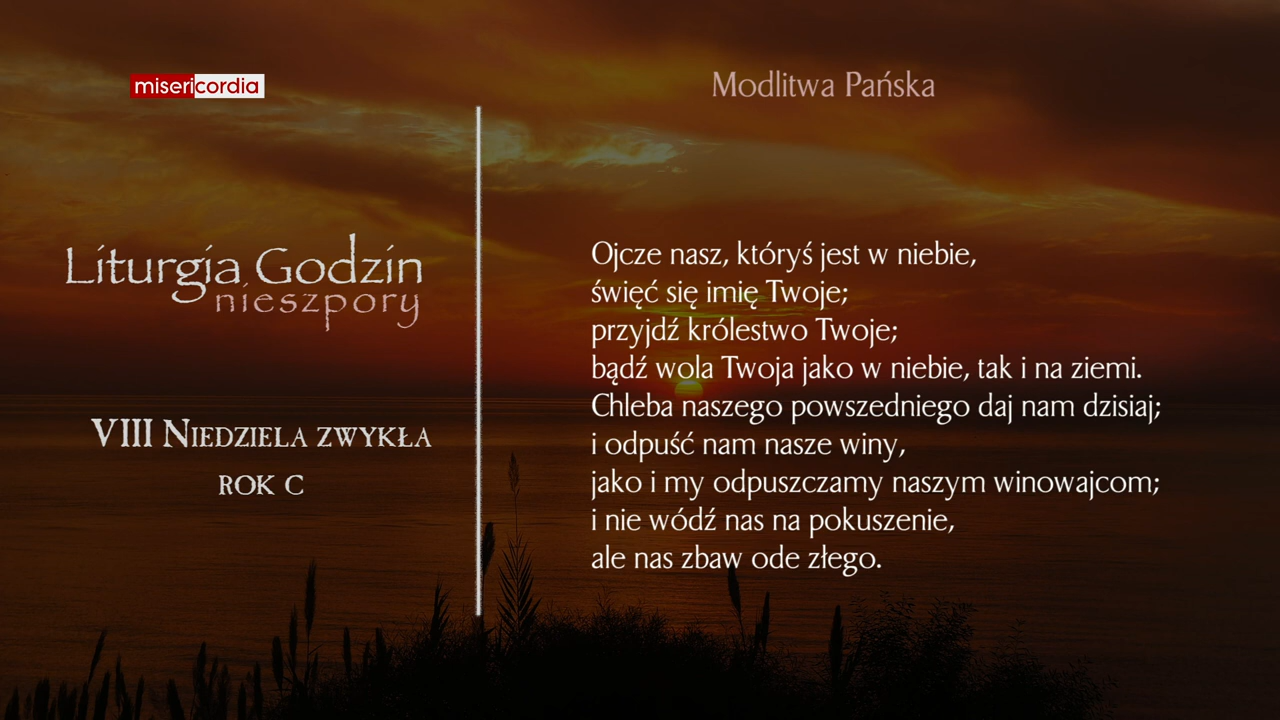 misericordia
Liturgia Godzin
nieszpory
VIII Niedziela zwykła
rok C
Modlitwa Pańska
Ojcze nasz, któryś jest w niebie,
święć się imię Twoje;
przyjdź królestwo Twoje;
bądź wola Twoja jako w niebie, tak i na ziemi.
Chleba naszego powszedniego daj nam dzisiaj;
i odpuść nam nasze winy,
jako i my odpuszczamy naszym winowajcom;
i nie wódź nas na pokuszenie,
ale nas zbaw ode złego.